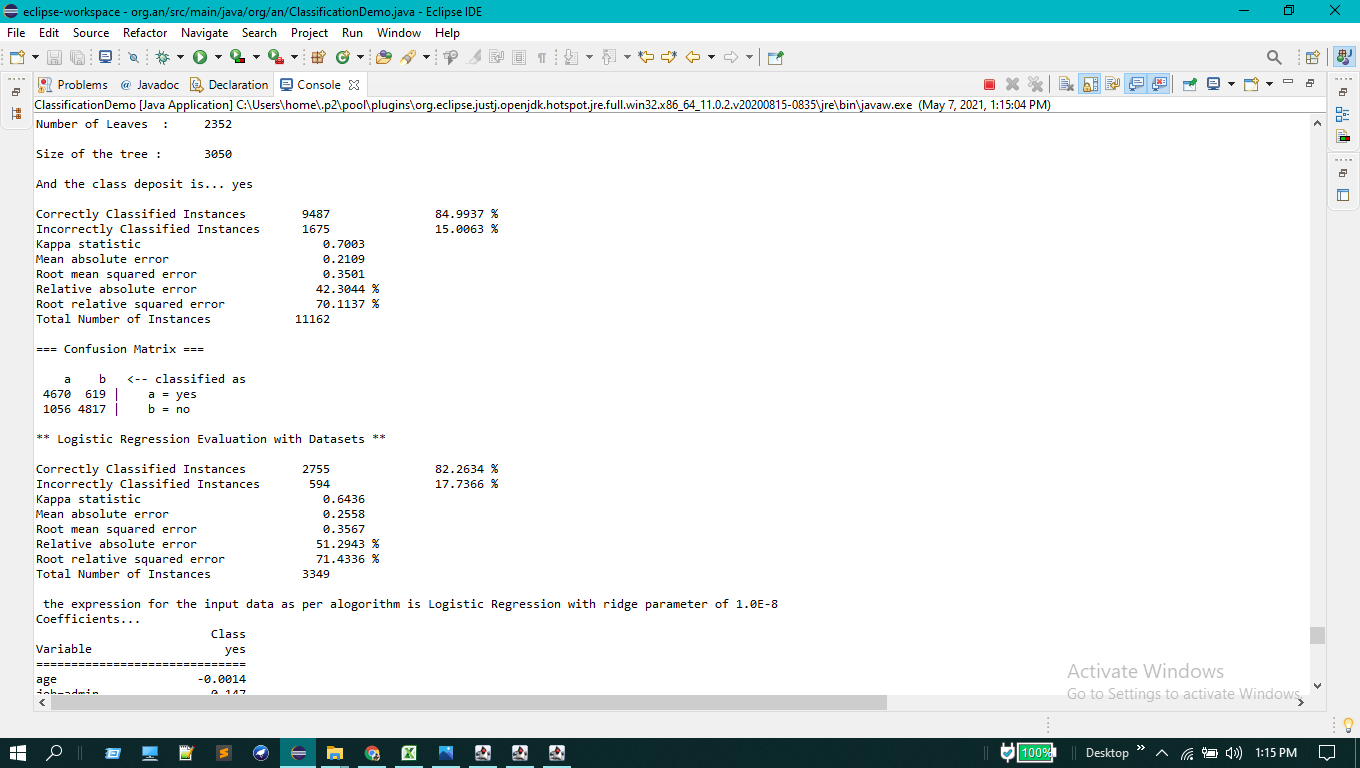 eclipse-workspace - org.an/src/main/java/org/an/ClassificationDemo.java - Eclipse IDE
File Edit Source Refactor Navigate Search Project Run Window Help
Problems @ Javadoc Declaration Console
ClassificationDemo [Java Application] C:\Users\home\.p2\pool\plugins\org.eclipse.justj.openjdk.hotspot.jre.full.win32.x86_64_11.0.2.v20200815-0835\jre\bin\javaw.exe (May 7, 2021, 1:15:04 PM)
Number of Leaves : 2352
Size of the tree : 3050
And the class deposit is... yes
Correctly Classified Instances 9487 84.9937 %
Incorrectly Classified Instances 1675 15.0063 %
Kappa statistic 0.7003
Mean absolute error 0.2109
Root mean squared error 0.3501
Relative absolute error 42.3044 %
Root relative squared error 70.1137 %
Total Number of Instances 11162
=== Confusion Matrix ===
a b <-- classified as
4670 619 | a = yes
1056 4817 | b = no
** Logistic Regression Evaluation with Datasets **
Correctly Classified Instances 2755 82.2634 %
Incorrectly Classified Instances 594 17.7366 %
Kappa statistic 0.6436
Mean absolute error 0.2558
Root mean squared error 0.3567
Relative absolute error 51.2943 %
Root relative squared error 71.4336 %
Total Number of Instances 3349
the expression for the input data as per alogorithm is Logistic Regression with ridge parameter of 1.0E-8
Coefficients...
Class
Variable yes
==============================
age -0.0014
job=admin 0.147
Activate Windows
Go to Settings to activate Windows.
100% Desktop 1:15 PM